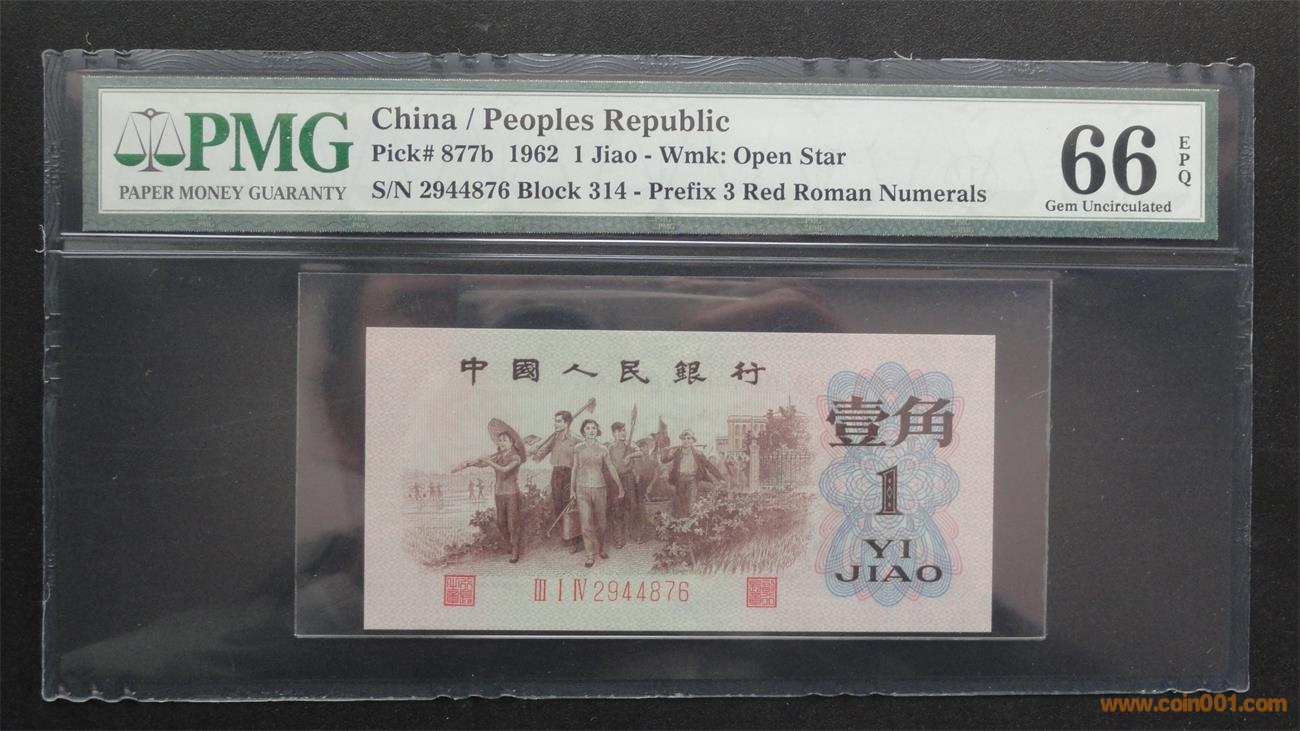 PMG
PAPER MONEY GUARANTY
China / Peoples Republic
Pick# 877b 1962 1 Jiao - Wmk: Open Star
S/N 2944876 Block 314 - Prefix 3 Red Roman Numerals
66
EPQ
Gem Uncirculated
中國人民銀行
壹角
1
YI
JIAO
III I IV 2944876
www.coin001.com